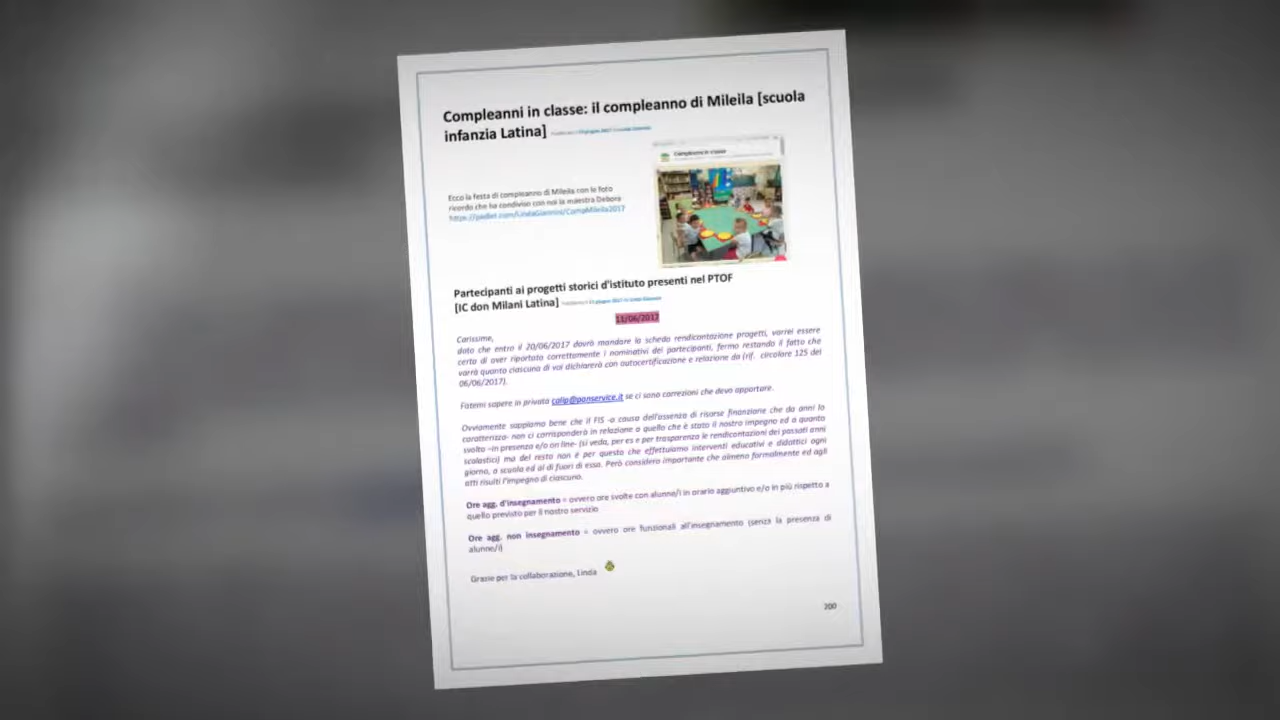 Compleanni in classe: il compleanno di Mileila [scuola
infanzia Latina]
Compleanni in classe
Ecco la festa di compleanno di Mileila con le foto
ricordo che ha condiviso con noi la maestra Debora
https://padlet.com/LindaGiannini/CompMileila2017
Partecipanti ai progetti storici d'istituto presenti nel PTOF
[IC don Milani Latina] Pubblicato il 11 giugno 2017 da Linda Giannini
11/06/2017
Carissime,
dato che entro il 20/06/2017 dovrò mandare la scheda rendicontazione progetti, vorrei essere
certa di aver riportato correttamente i nominativi dei partecipanti, fermo restando il fatto che
varrà quanto ciascuna di voi dichiarerà con autocertificazione e relazione da (rif. circolare 125 del
06/06/2017).
Fatemi sapere in privato calip@panservice.it se ci sono correzioni che devo apportare.
Ovviamente sappiamo bene che il FIS -a causa dell'assenza di risorse finanziarie che da anni lo
caratterizza- non ci corrisponderà in relazione a quello che è stato il nostro impegno ed a quanto
svolto –in presenza e/o on line- (si veda, per es e per trasparenza le rendicontazioni dei passati anni
scolastici) ma del resto non è per questo che effettuiamo interventi educativi e didattici ogni
giorno, a scuola ed al di fuori di essa. Però considero importante che almeno formalmente ed agli
atti risulti l'impegno di ciascuna.
Ore agg. d'insegnamento = ovvero ore svolte con alunne/i in orario aggiuntivo e/o in più rispetto a
quello previsto per il nostro servizio
Ore agg. non insegnamento = ovvero ore funzionali all'insegnamento (senza la presenza di
alunne/i)
Grazie per la collaborazione, Linda
200